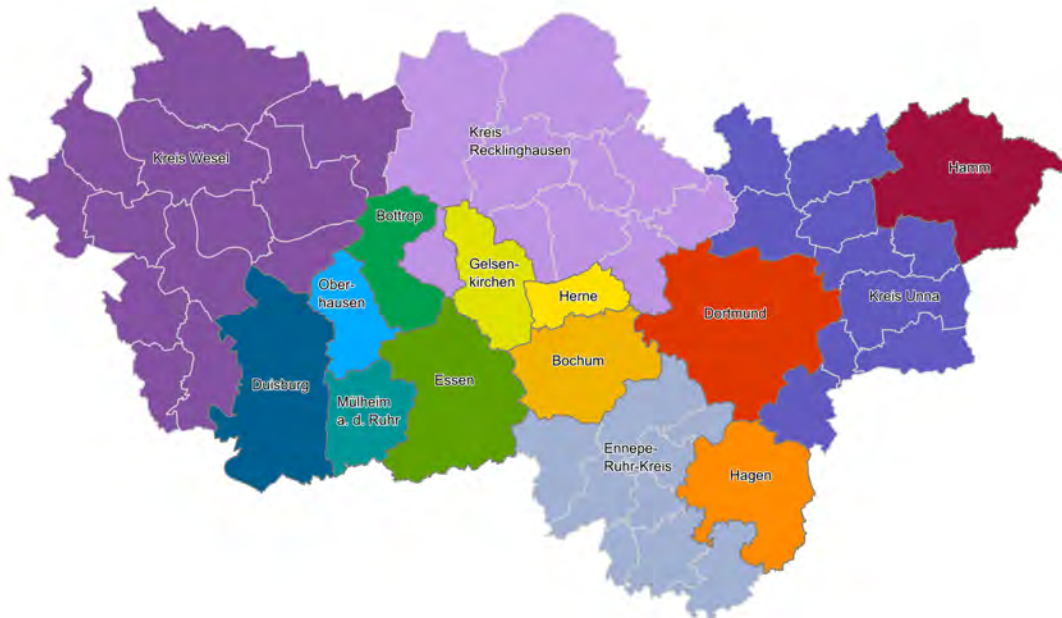 Kreis
Recklinghausen
Kreis Wesel
Hamm
Bottrop
Gelsen-
kirchen
Ober-
hausen
Herne
Kreis Unna
Dortmund
Bochum
Duisburg
Essen
Mülheim
a. d. Ruhr
Ennepe-
Ruhr-Kreis
Hagen